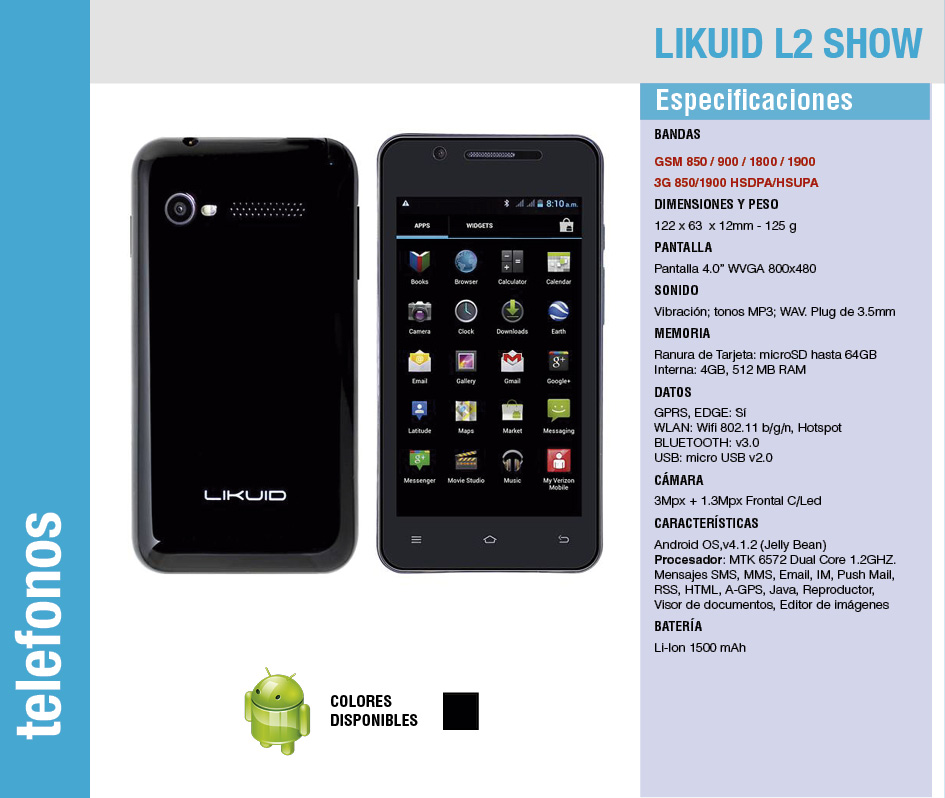 LIKUID L2 SHOW
Especificaciones
BANDAS
GSM 850 / 900 / 1800 / 1900
3G 850/1900 HSDPA/HSUPA
DIMENSIONES Y PESO
122 x 63 x 12mm - 125 g
PANTALLA
Pantalla 4.0” WVGA 800x480
SONIDO
Vibración; tonos MP3; WAV. Plug de 3.5mm
MEMORIA
Ranura de Tarjeta: microSD hasta 64GB
Interna: 4GB, 512 MB RAM
DATOS
GPRS, EDGE: Sí
WLAN: Wifi 802.11 b/g/n, Hotspot
BLUETOOTH: v3.0
USB: micro USB v2.0
CÁMARA
3Mpx + 1.3Mpx Frontal C/Led
CARACTERÍSTICAS
Android OS,v4.1.2 (Jelly Bean)
Procesador: MTK 6572 Dual Core 1.2GHZ.
Mensajes SMS, MMS, Email, IM, Push Mail,
RSS, HTML, A-GPS, Java, Reproductor,
Visor de documentos, Editor de imágenes
BATERÍA
Li-Ion 1500 mAh
telefonos
LIKUID
8:10 a.m.
APPS WIDGETS
Books Browser Calculator Calendar
Camera Clock Downloads Earth
Email Gallery Gmail Google+
Latitude Maps Market Messaging
Messenger Movie Studio Music My Verizon
Mobile
COLORES
DISPONIBLES